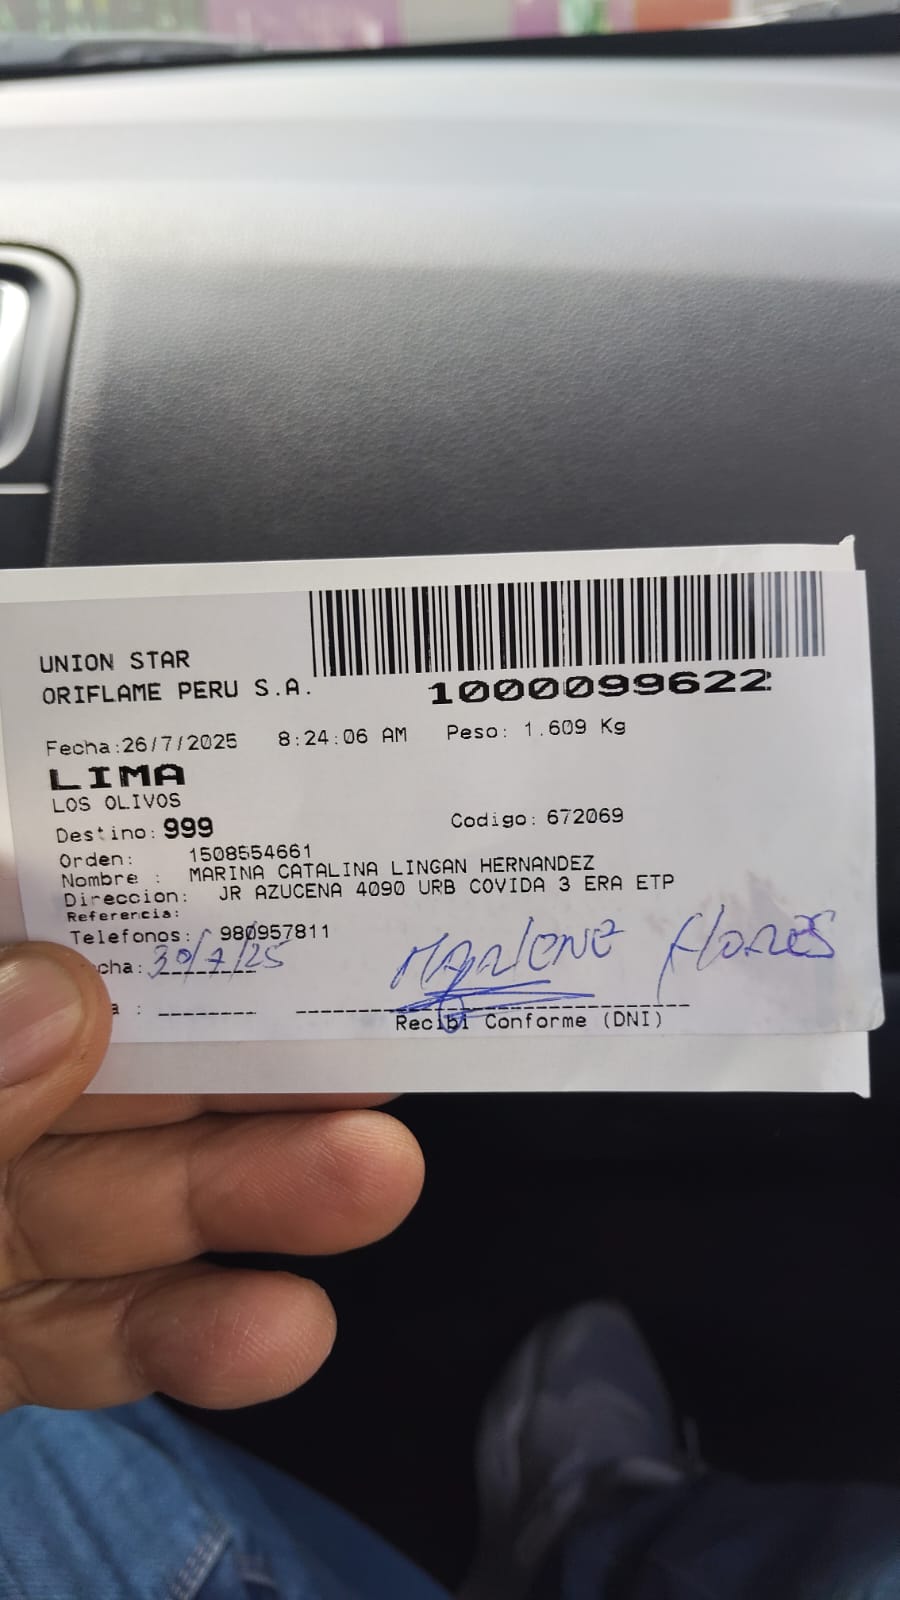 UNION STAR
ORIFLAME PERU S.A.
1000099622
Fecha:26/7/2025 8:24:06 AM Peso: 1.609 Kg
LIMA
LOS OLIVOS
Destino: 999 Codigo: 672069
Orden: 1508554661
Nombre : MARINA CATALINA LINGAN HERNANDEZ
Direccion: JR AZUCENA 4090 URB COVIDA 3 ERA ETP
Referencia:
Telefonos: 980957811
cha: 30/7/25 Marlene Flores
a : ________
Recibi Conforme (DNI)